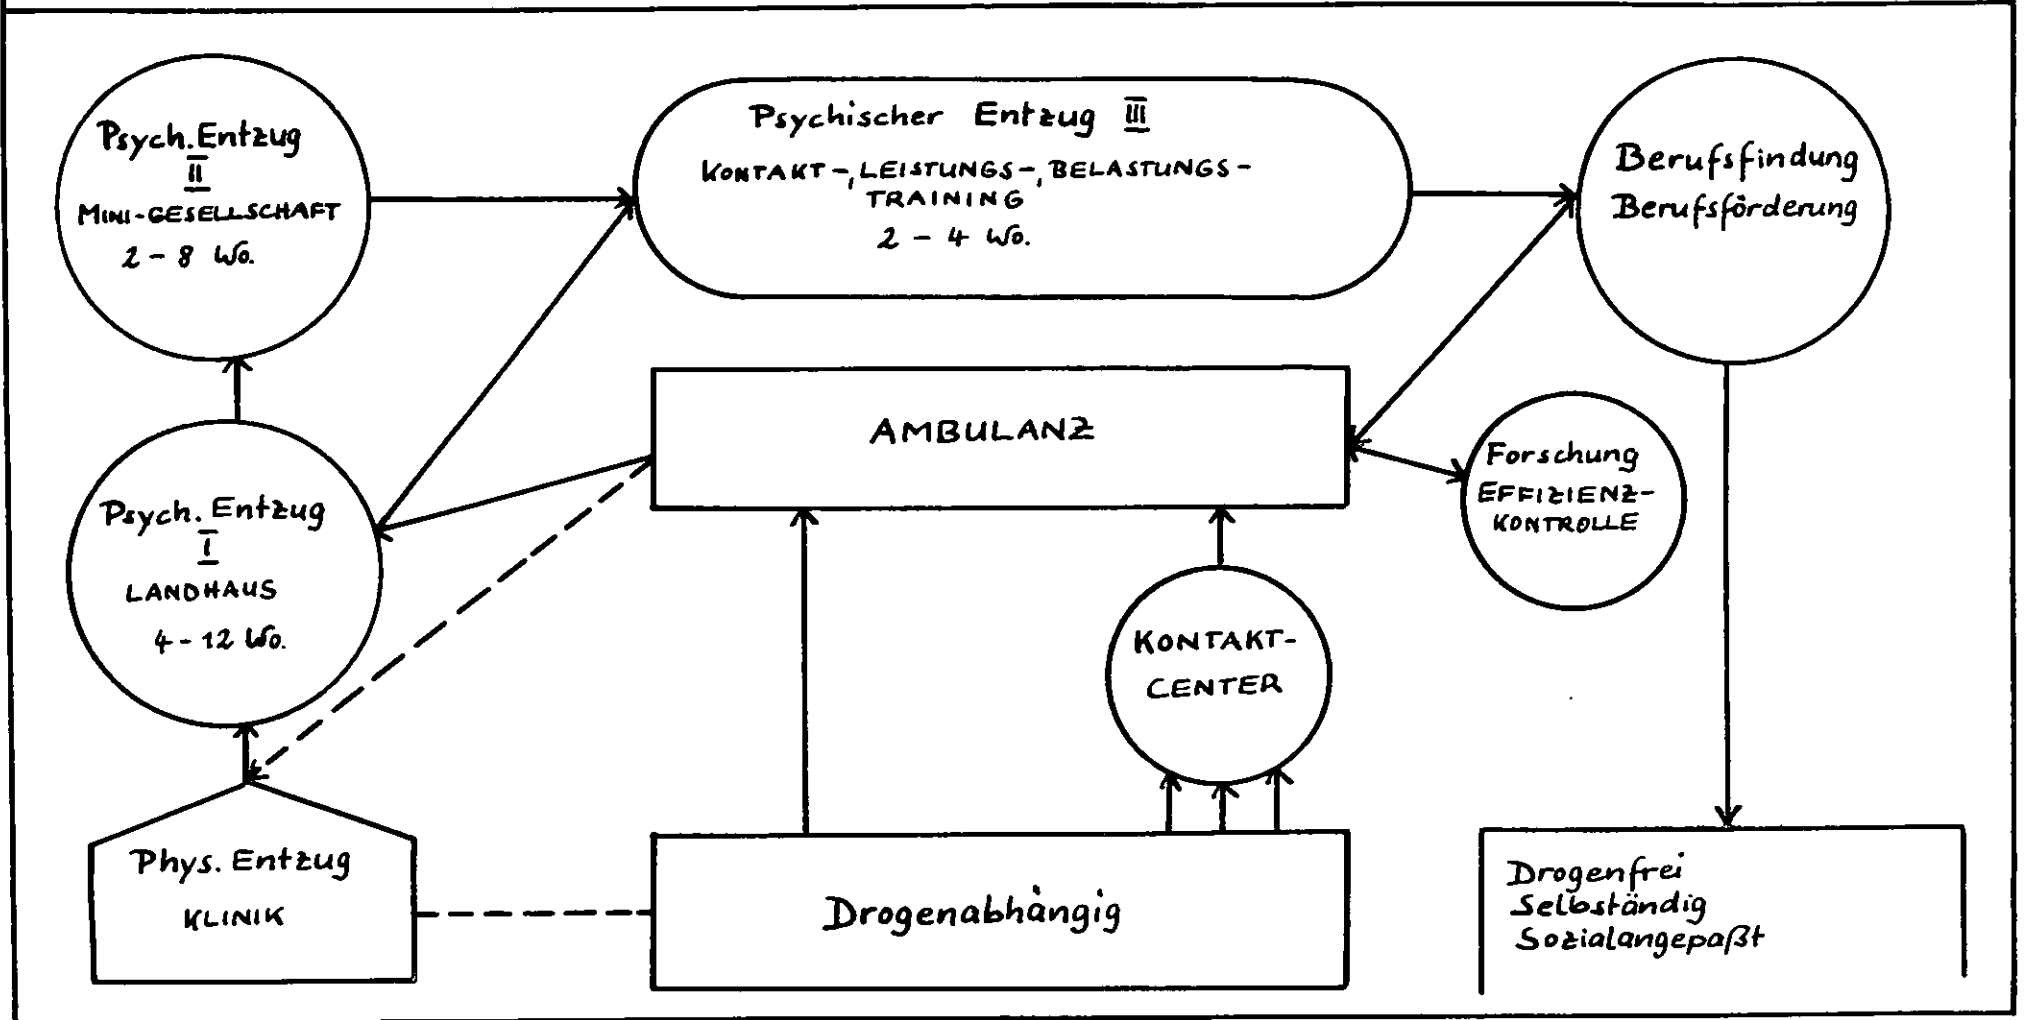 Psych. Entzug
II
MINI-GESELLSCHAFT
2 - 8 Wo.
Psychischer Entzug III
KONTAKT-, LEISTUNGS-, BELASTUNGS-
TRAINING
2 - 4 Wo.
Berufsfindung
Berufsförderung
AMBULANZ
Forschung
EFFIZIENZ-
KONTROLLE
Psych. Entzug
I
LANDHAUS
4 - 12 Wo.
KONTAKT-
CENTER
Phys. Entzug
KLINIK
Drogenabhängig
Drogenfrei
Selbständig
Sozialangepaßt